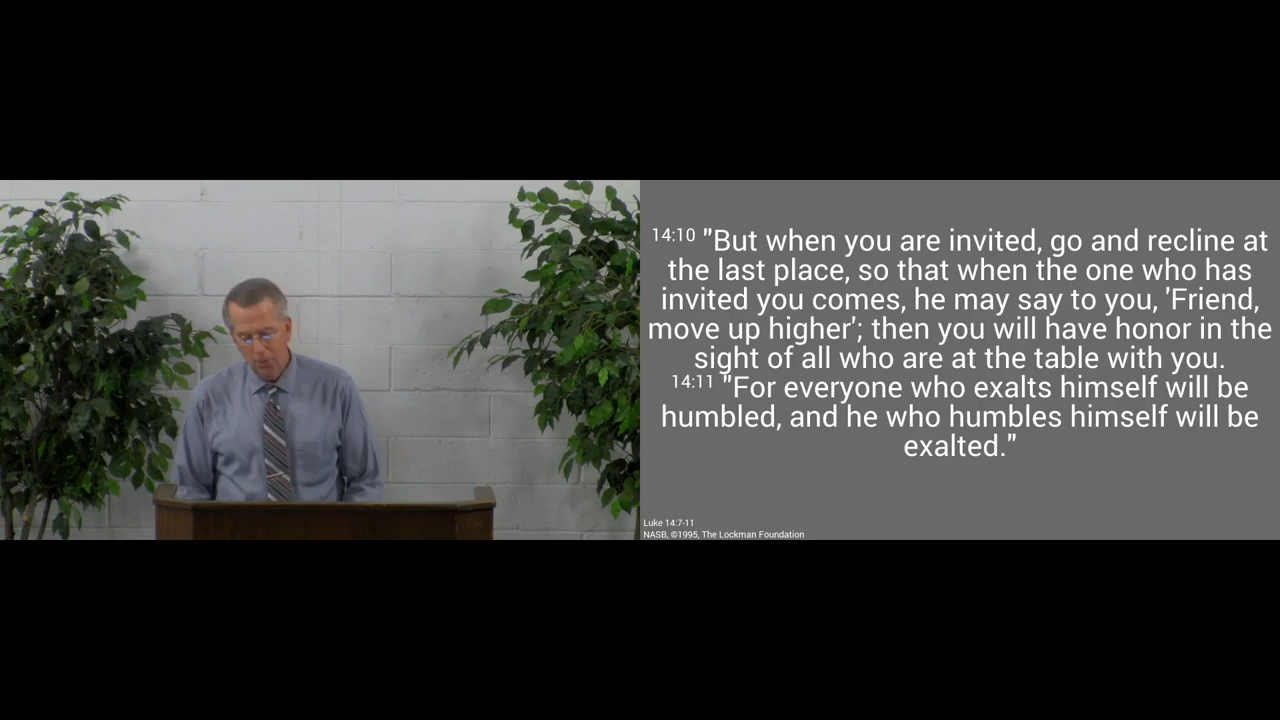 14:10 "But when you are invited, go and recline at
the last place, so that when the one who has
invited you comes, he may say to you, 'Friend,
move up higher'; then you will have honor in the
sight of all who are at the table with you.
14:11 "For everyone who exalts himself will be
humbled, and he who humbles himself will be
exalted."
Luke 14:7-11
NASB, ©1995, The Lockman Foundation